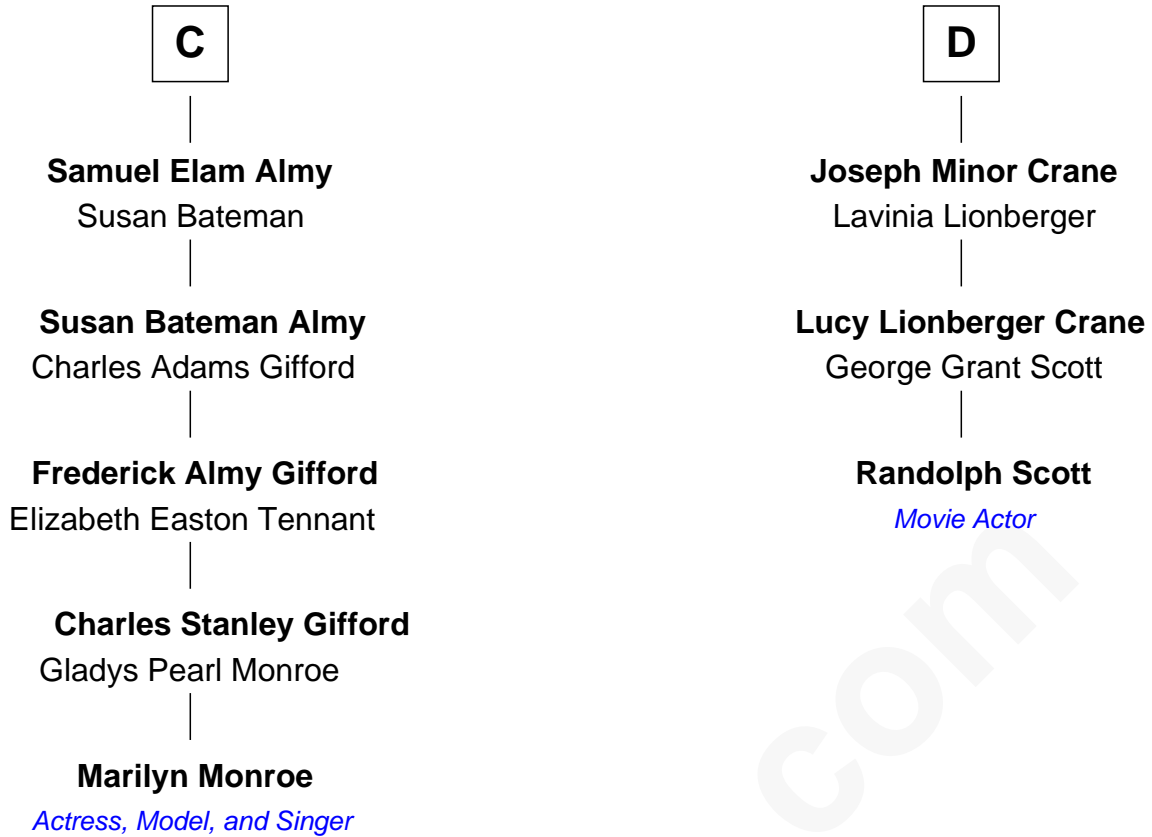 C
Samuel Elam Almy
Susan Bateman
Susan Bateman Almy
Charles Adams Gifford
Frederick Almy Gifford
Elizabeth Easton Tennant
Charles Stanley Gifford
Gladys Pearl Monroe
Marilyn Monroe
Actress, Model, and Singer
D
Joseph Minor Crane
Lavinia Lionberger
Lucy Lionberger Crane
George Grant Scott
Randolph Scott
Movie Actor
com